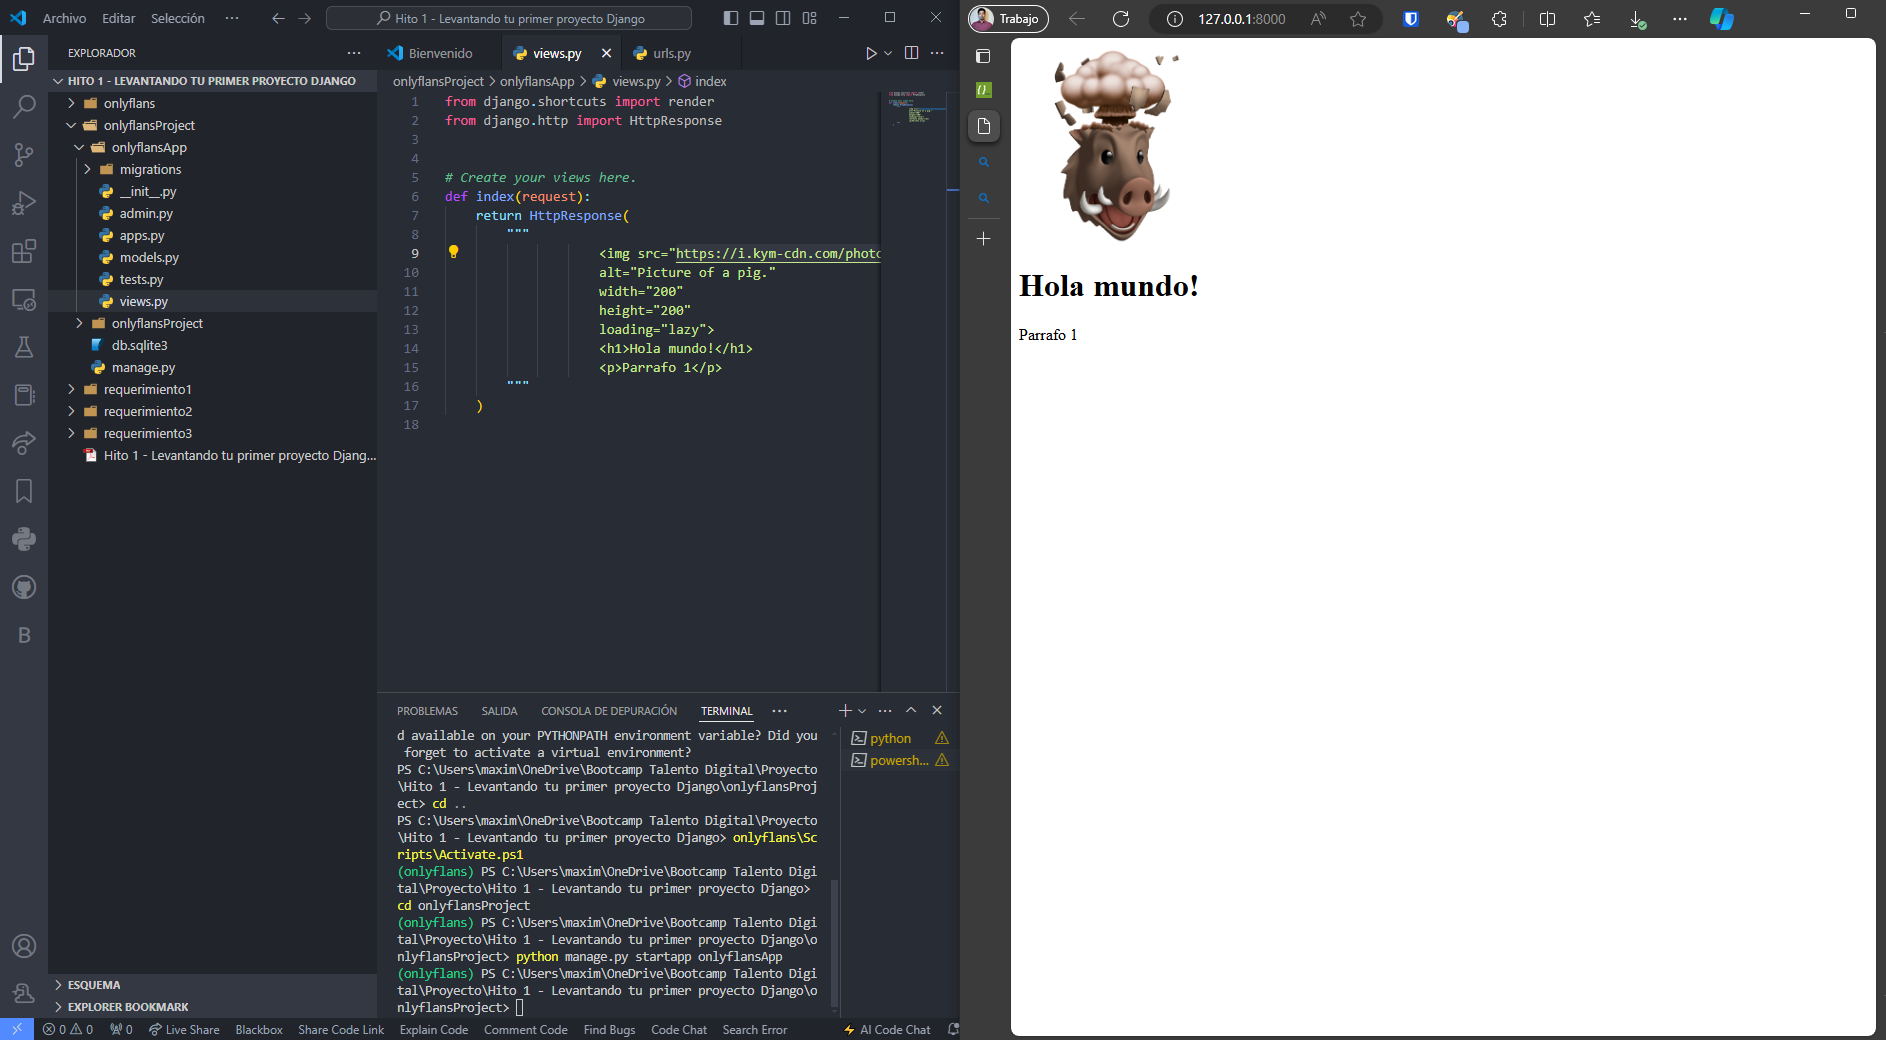 Archivo Editar Selección ··· Hito 1 - Levantando tu primer proyecto Django
EXPLORADOR ···
HITO 1 - LEVANTANDO TU PRIMER PROYECTO DJANGO
onlyflans
onlyflansProject
onlyflansApp
migrations
__init__.py
admin.py
apps.py
models.py
tests.py
views.py
onlyflansProject
db.sqlite3
manage.py
requerimiento1
requerimiento2
requerimiento3
Hito 1 - Levantando tu primer proyecto Djang...
ESQUEMA
EXPLORER BOOKMARK
B
Bienvenido views.py urls.py
onlyflansProject > onlyflansApp > views.py > index
1 from django.shortcuts import render
2 from django.http import HttpResponse
3
4
5 # Create your views here.
6 def index(request):
7 return HttpResponse(
8 """
9 <img src="https://i.kym-cdn.com/photo
10 alt="Picture of a pig."
11 width="200"
12 height="200"
13 loading="lazy">
14 <h1>Hola mundo!</h1>
15 <p>Parrafo 1</p>
16 """
17 )
18
PROBLEMAS SALIDA CONSOLA DE DEPURACIÓN TERMINAL ···
d available on your PYTHONPATH environment variable? Did you
forget to activate a virtual environment?
PS C:\Users\maxim\OneDrive\Bootcamp Talento Digital\Proyecto
\Hito 1 - Levantando tu primer proyecto Django\onlyflansProj
ect> cd ..
PS C:\Users\maxim\OneDrive\Bootcamp Talento Digital\Proyecto
\Hito 1 - Levantando tu primer proyecto Django> onlyflans\Sc
ripts\Activate.ps1
(onlyflans) PS C:\Users\maxim\OneDrive\Bootcamp Talento Digi
tal\Proyecto\Hito 1 - Levantando tu primer proyecto Django>
cd onlyflansProject
(onlyflans) PS C:\Users\maxim\OneDrive\Bootcamp Talento Digi
tal\Proyecto\Hito 1 - Levantando tu primer proyecto Django\o
nlyflansProject> python manage.py startapp onlyflansApp
(onlyflans) PS C:\Users\maxim\OneDrive\Bootcamp Talento Digi
tal\Proyecto\Hito 1 - Levantando tu primer proyecto Django\o
nlyflansProject>
python
powersh...
0 0 0 Live Share Blackbox Share Code Link Explain Code Comment Code Find Bugs Code Chat Search Error AI Code Chat
Trabajo 127.0.0.1:8000
Hola mundo!
Parrafo 1